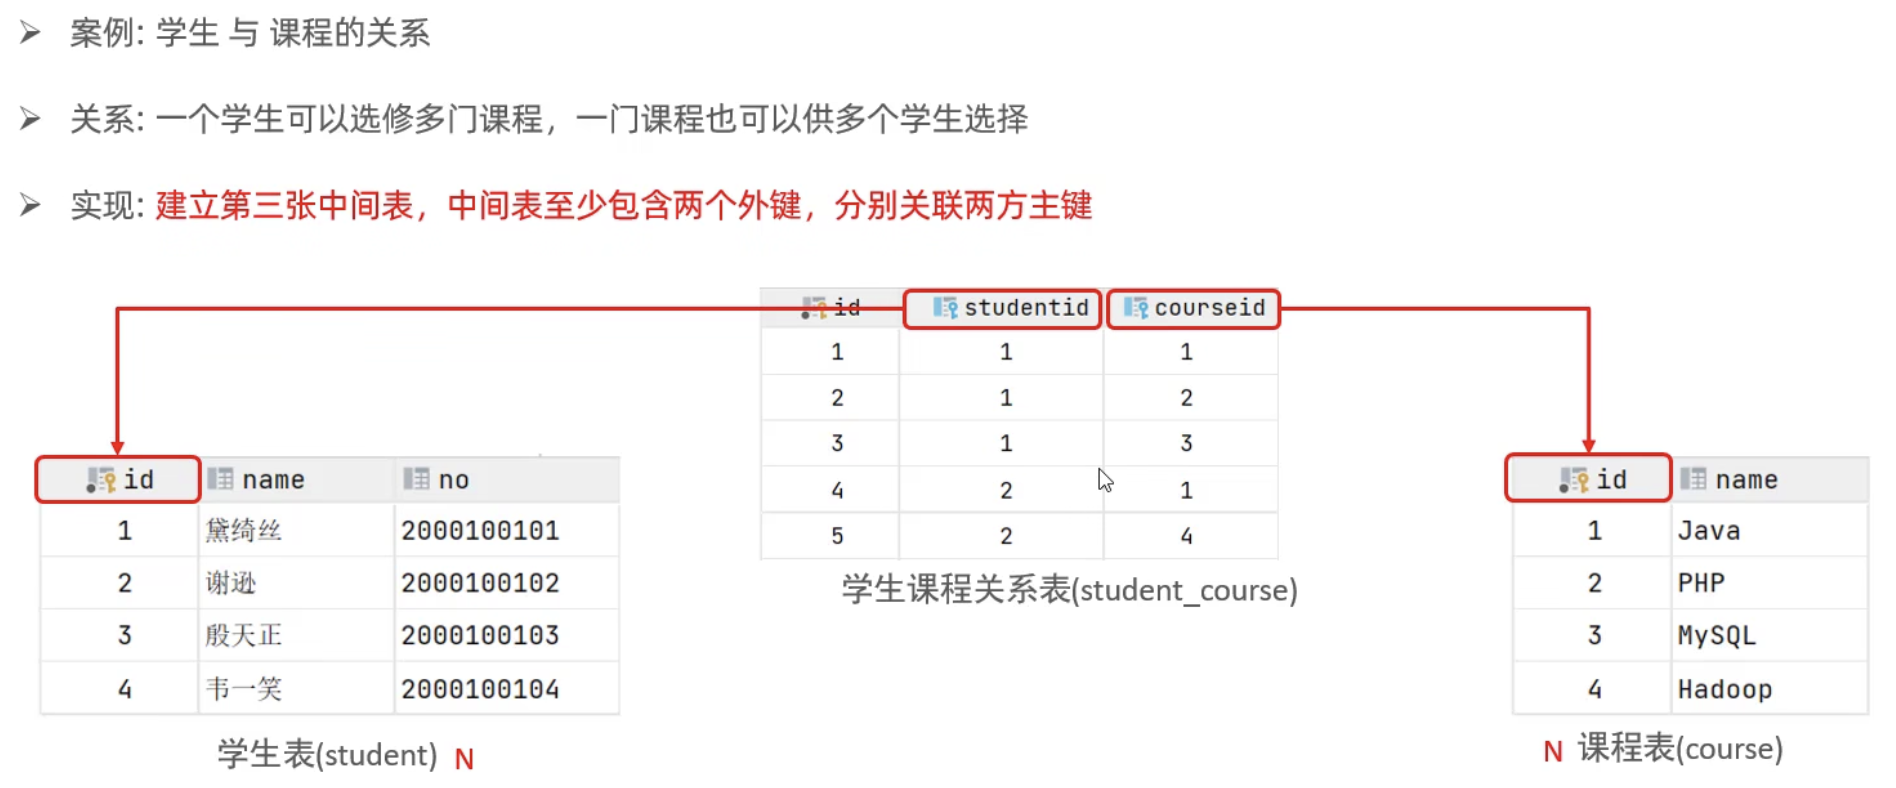 案例: 学生 与 课程的关系
关系: 一个学生可以选修多门课程，一门课程也可以供多个学生选择
实现: 建立第三张中间表，中间表至少包含两个外键，分别关联两方主键
id studentid courseid
1 1 1
2 1 2
3 1 3
4 2 1
5 2 4
学生课程关系表(student_course)
id name no
1 黛绮丝 2000100101
2 谢逊 2000100102
3 殷天正 2000100103
4 韦一笑 2000100104
学生表(student) N
id name
1 Java
2 PHP
3 MySQL
4 Hadoop
N 课程表(course)